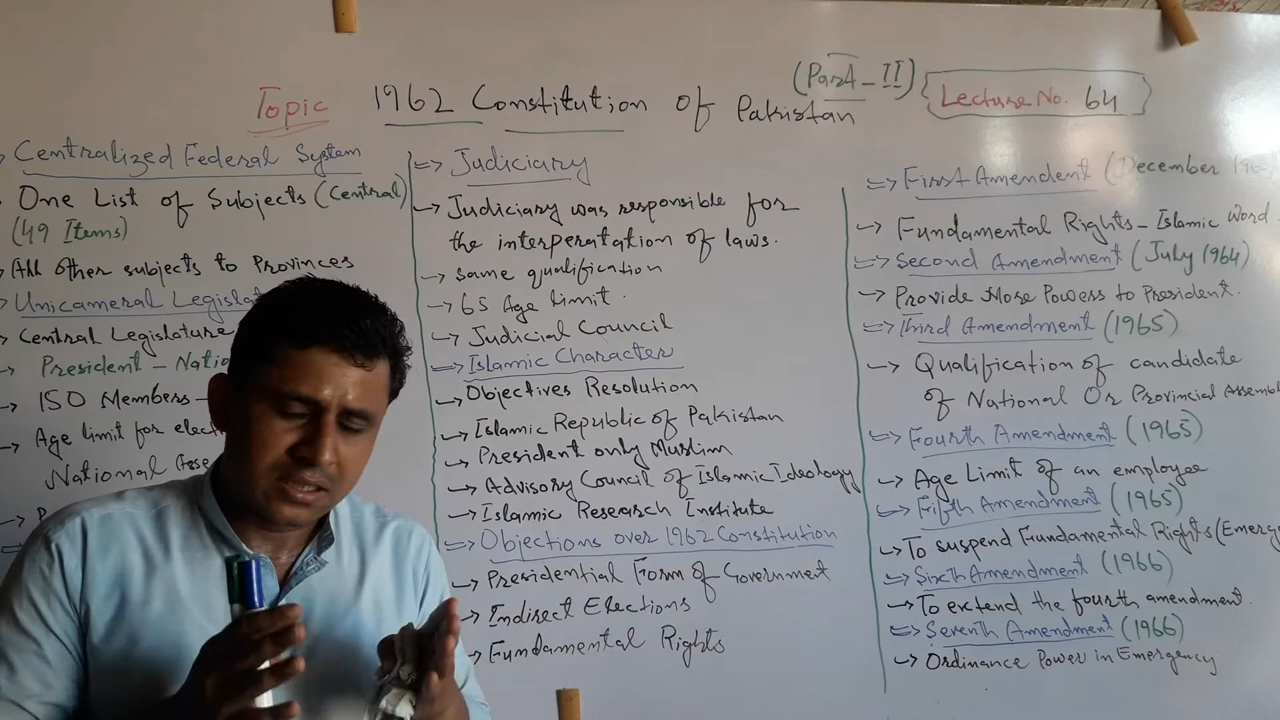 Topic 1962 Constitution of Pakistan (Part-II) Lecture No. 64
Centralized Federal System
One List of Subjects (Central)
(49 Items)
All other subjects to Provinces
Unicameral
Central Legislature
President -
150 Members -
Age limit for
National
⇒ Judiciary
→ Judiciary was responsible for
the interperatation of laws.
→ same qualification
→ 65 Age Limit.
→ Judicial Council
⇒ Islamic Character
→ Objectives Resolution
→ Islamic Republic of Pakistan
→ President only Muslim
→ Advisory Council of Islamic Ideology
→ Islamic Research Institute
⇒ Objections over 1962 Constitution
→ Presidential Form of Government
→ Indirect Elections
→ Fundamental Rights
⇒ First Amendent (December
→ Fundamental Rights - Islamic Word
⇒ Second Amendment (July 1964)
→ Provide More Powers to President.
⇒ Third Amendment (1965)
→ Qualification of candidate
of National Or Provincial
⇒ Fourth Amendment (1965)
→ Age Limit of an employee
⇒ Fifth Amendment (1965)
→ To suspend Fundamental Rights
⇒ Sixth Amendment (1966)
→ To extend the fourth amendment.
⇒ Seventh Amendment (1966)
→ Ordinance Power in Emergency